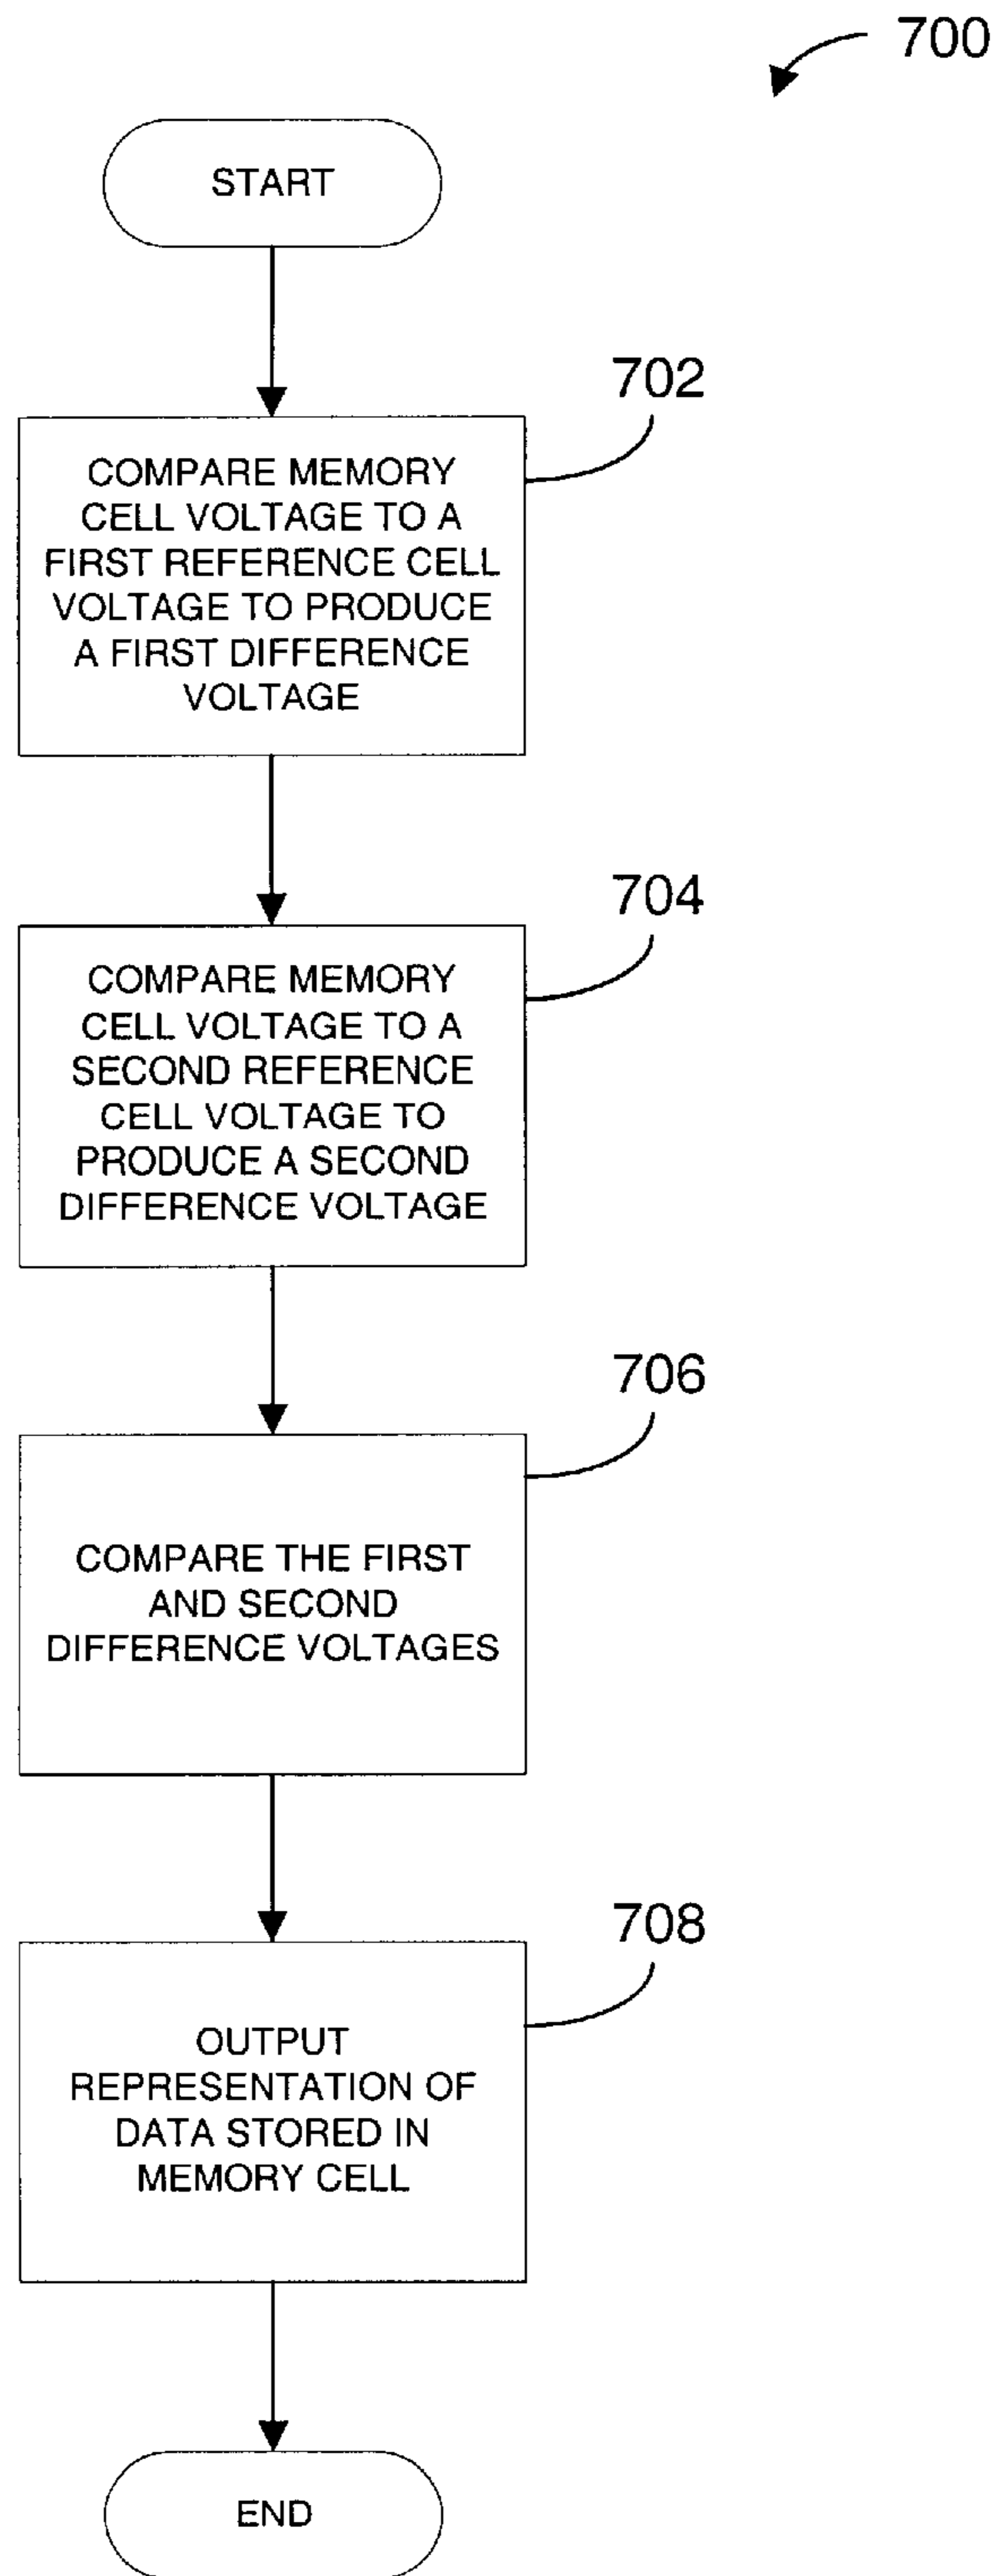 700
START
702
COMPARE MEMORY
CELL VOLTAGE TO A
FIRST REFERENCE CELL
VOLTAGE TO PRODUCE
A FIRST DIFFERENCE
VOLTAGE
704
COMPARE MEMORY
CELL VOLTAGE TO A
SECOND REFERENCE
CELL VOLTAGE TO
PRODUCE A SECOND
DIFFERENCE VOLTAGE
706
COMPARE THE FIRST
AND SECOND
DIFFERENCE VOLTAGES
708
OUTPUT
REPRESENTATION OF
DATA STORED IN
MEMORY CELL
END